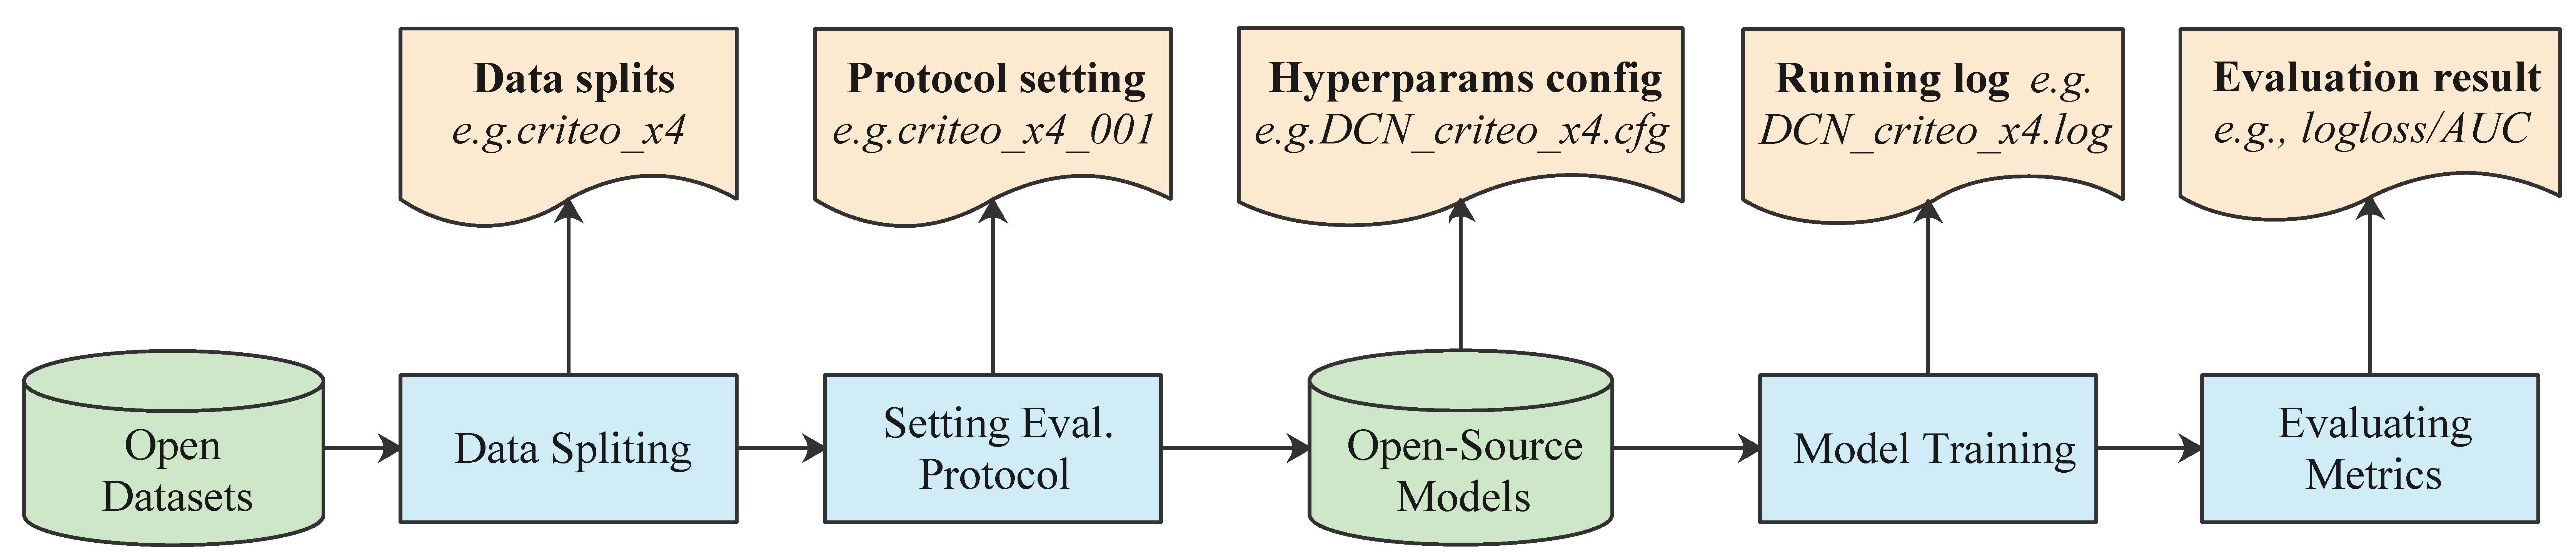 Data splits
e.g.criteo_x4
Protocol setting
e.g.criteo_x4_001
Hyperparams config
e.g.DCN_criteo_x4.cfg
Running log e.g.
DCN_criteo_x4.log
Evaluation result
e.g., logloss/AUC
Open
Datasets
Data Spliting
Setting Eval.
Protocol
Open-Source
Models
Model Training
Evaluating
Metrics